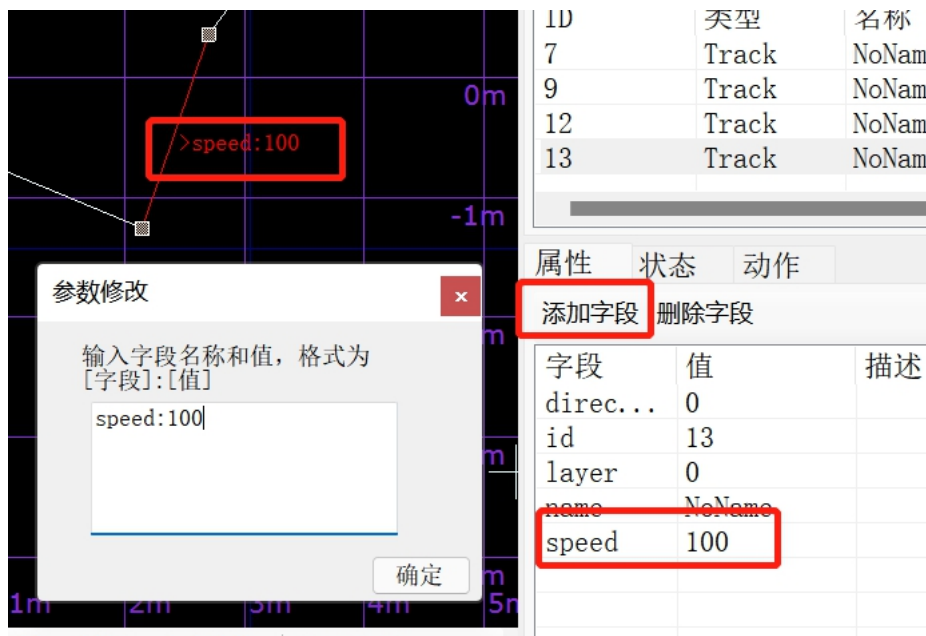 0m
>speed:100
-1m
参数修改
输入字段名称和值，格式为
[字段]:[值]
speed:100
确定
m
m
m
1m 2m 3m 4m 5m
ID 类型 名称
7 Track NoNam
9 Track NoNam
12 Track NoNam
13 Track NoNam
属性 状态 动作
添加字段 删除字段
字段 值 描述
direc... 0
id 13
layer 0
name NoName
speed 100